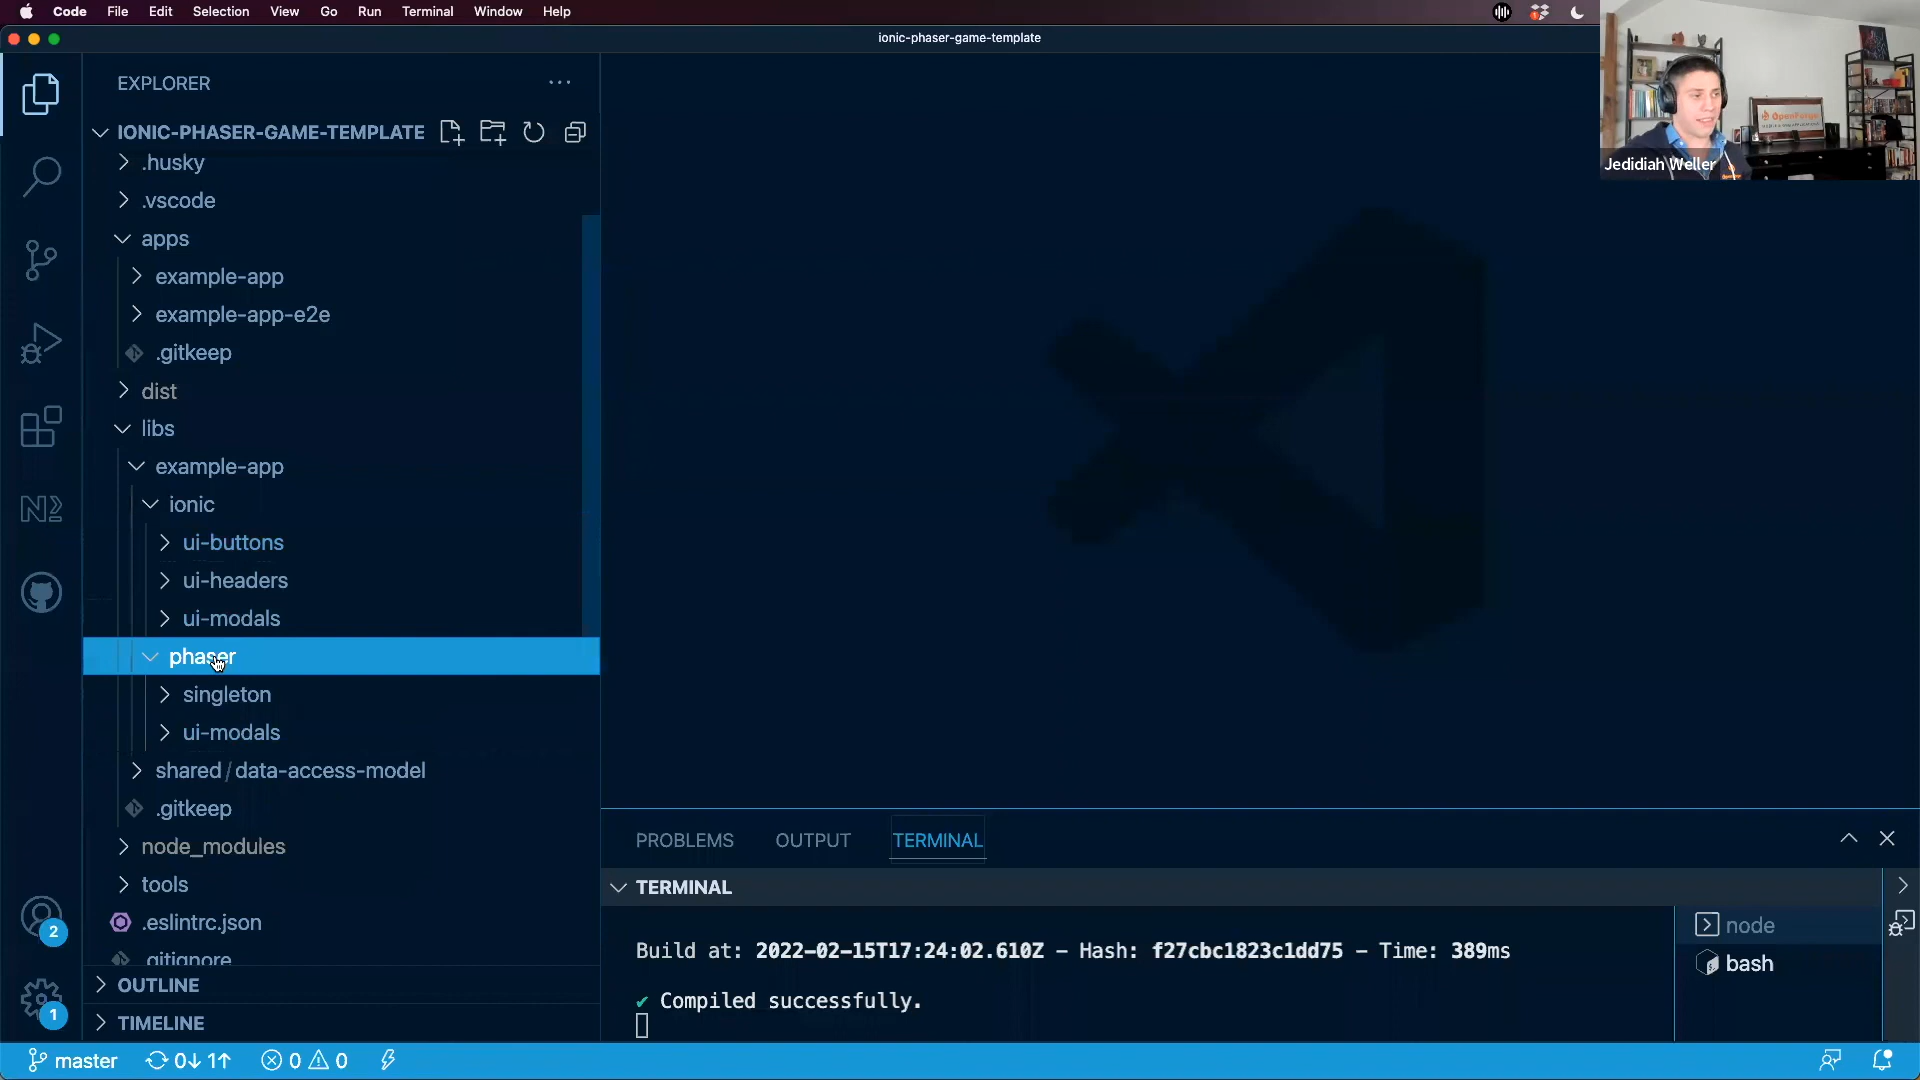 Code File Edit Selection View Go Run Terminal Window Help
ionic-phaser-game-template
EXPLORER
IONIC-PHASER-GAME-TEMPLATE
.husky
.vscode
apps
example-app
example-app-e2e
.gitkeep
dist
libs
example-app
ionic
ui-buttons
ui-headers
ui-modals
phaser
singleton
ui-modals
shared/data-access-model
.gitkeep
node_modules
tools
.eslintrc.json
.gitignore
OUTLINE
TIMELINE
2
1
OpenForge
Jedidiah Weller
PROBLEMS OUTPUT TERMINAL
TERMINAL
Build at: 2022-02-15T17:24:02.610Z – Hash: f27cbc1823c1dd75 – Time: 389ms
✔ Compiled successfully.
node
bash
master 0↓ 1↑ 0 0